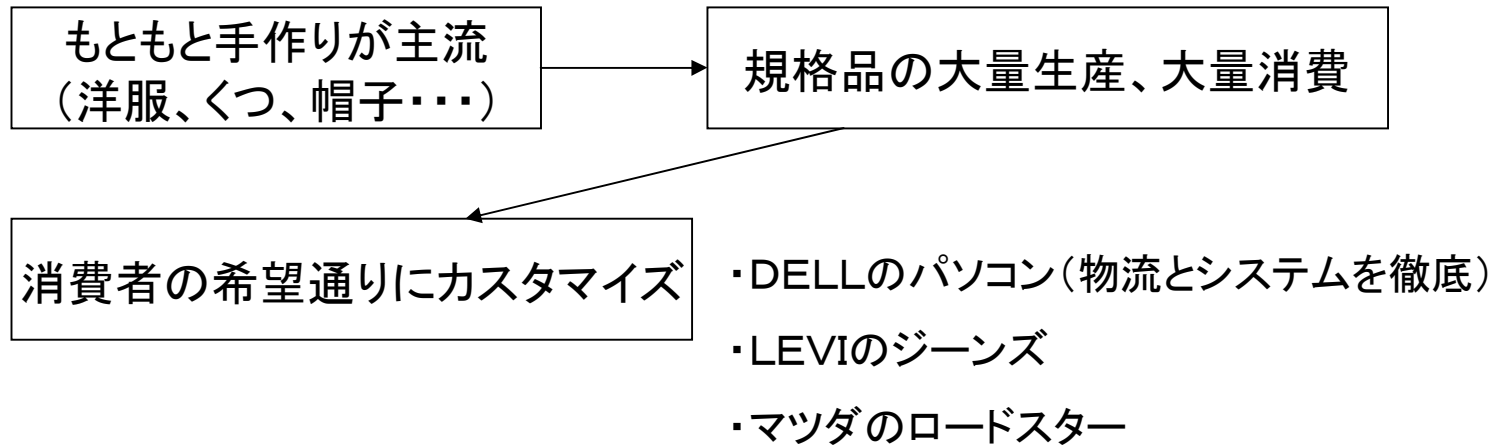 もともと手作りが主流
（洋服、くつ、帽子・・・）
規格品の大量生産、大量消費
消費者の希望通りにカスタマイズ
・DELLのパソコン（物流とシステムを徹底）
・LEVIのジーンズ
・マツダのロードスター